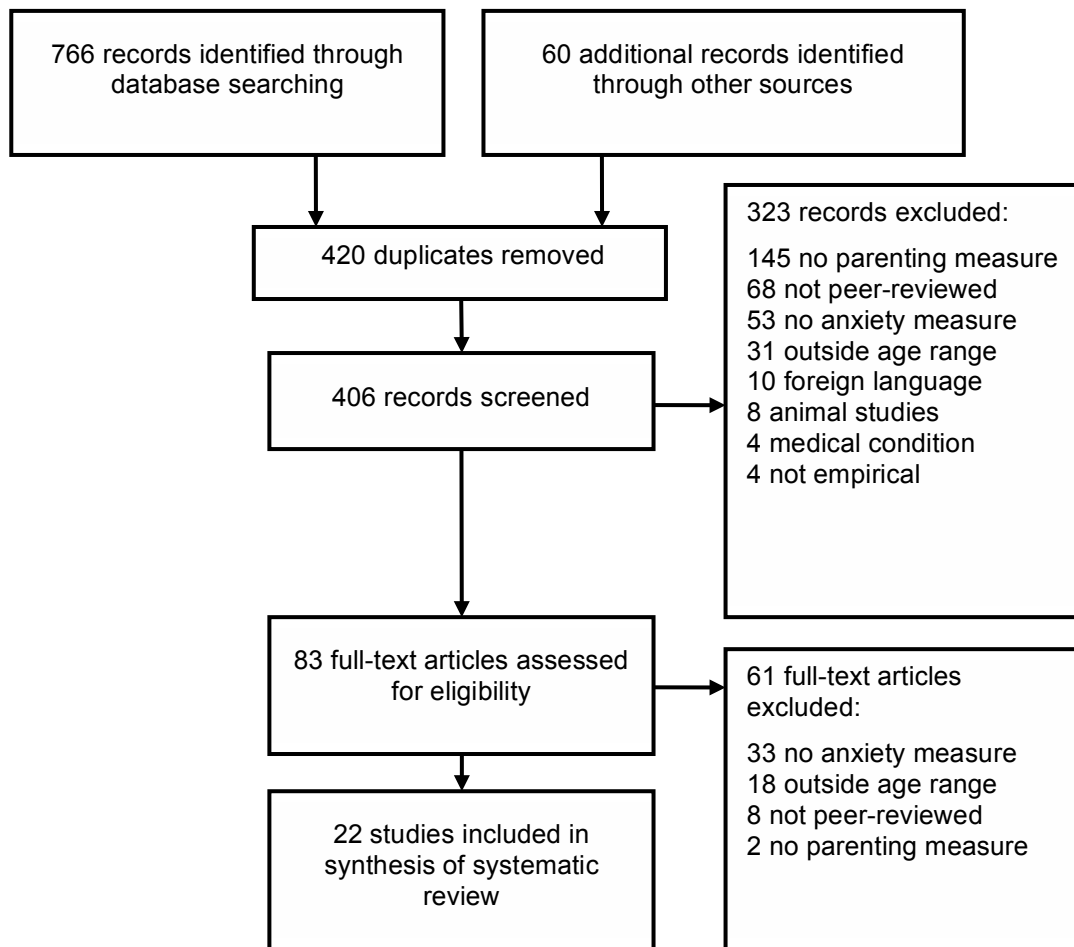 766 records identified through
database searching
60 additional records identified
through other sources
420 duplicates removed
406 records screened
323 records excluded:
145 no parenting measure
68 not peer-reviewed
53 no anxiety measure
31 outside age range
10 foreign language
8 animal studies
4 medical condition
4 not empirical
83 full-text articles assessed
for eligibility
61 full-text articles
excluded:
33 no anxiety measure
18 outside age range
8 not peer-reviewed
2 no parenting measure
22 studies included in
synthesis of systematic
review